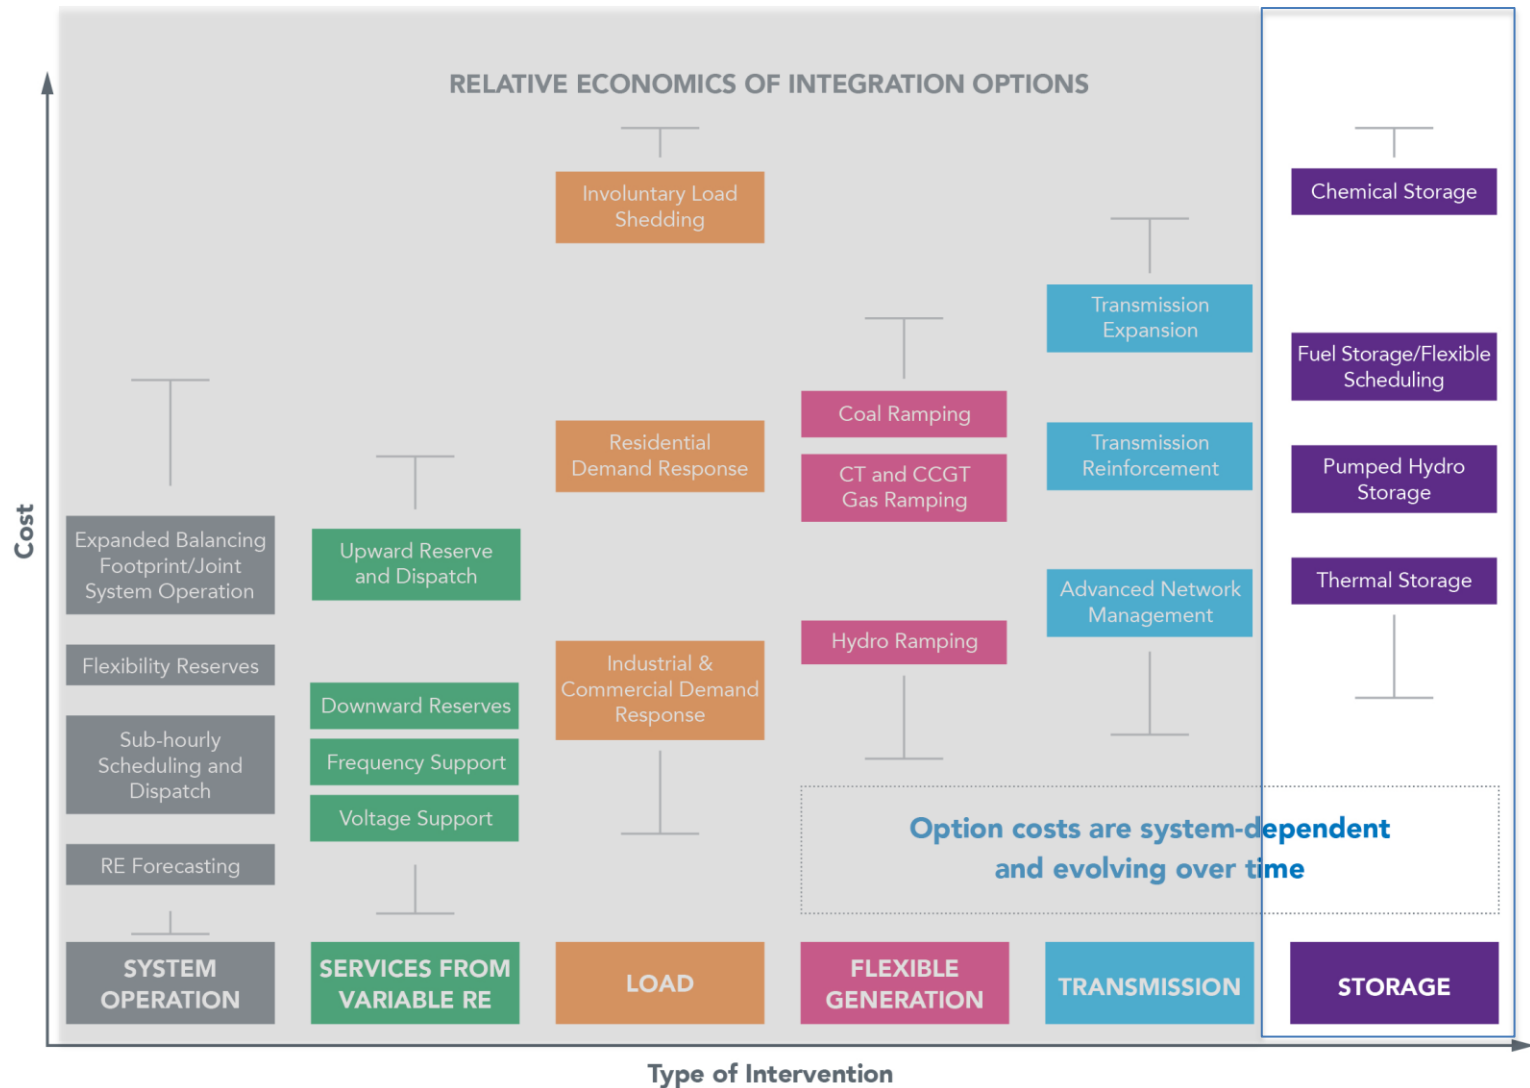 RELATIVE ECONOMICS OF INTEGRATION OPTIONS
Cost
Expanded Balancing
Footprint/Joint
System Operation
Flexibility Reserves
Sub-hourly
Scheduling and
Dispatch
RE Forecasting
SYSTEM
OPERATION
Upward Reserve
and Dispatch
Downward Reserves
Frequency Support
Voltage Support
SERVICES FROM
VARIABLE RE
Involuntary Load
Shedding
Residential
Demand Response
Industrial &
Commercial Demand
Response
LOAD
Coal Ramping
CT and CCGT
Gas Ramping
Hydro Ramping
FLEXIBLE
GENERATION
Transmission
Expansion
Transmission
Reinforcement
Advanced Network
Management
TRANSMISSION
Chemical Storage
Fuel Storage/Flexible
Scheduling
Pumped Hydro
Storage
Thermal Storage
STORAGE
Option costs are system-dependent
and evolving over time
Type of Intervention